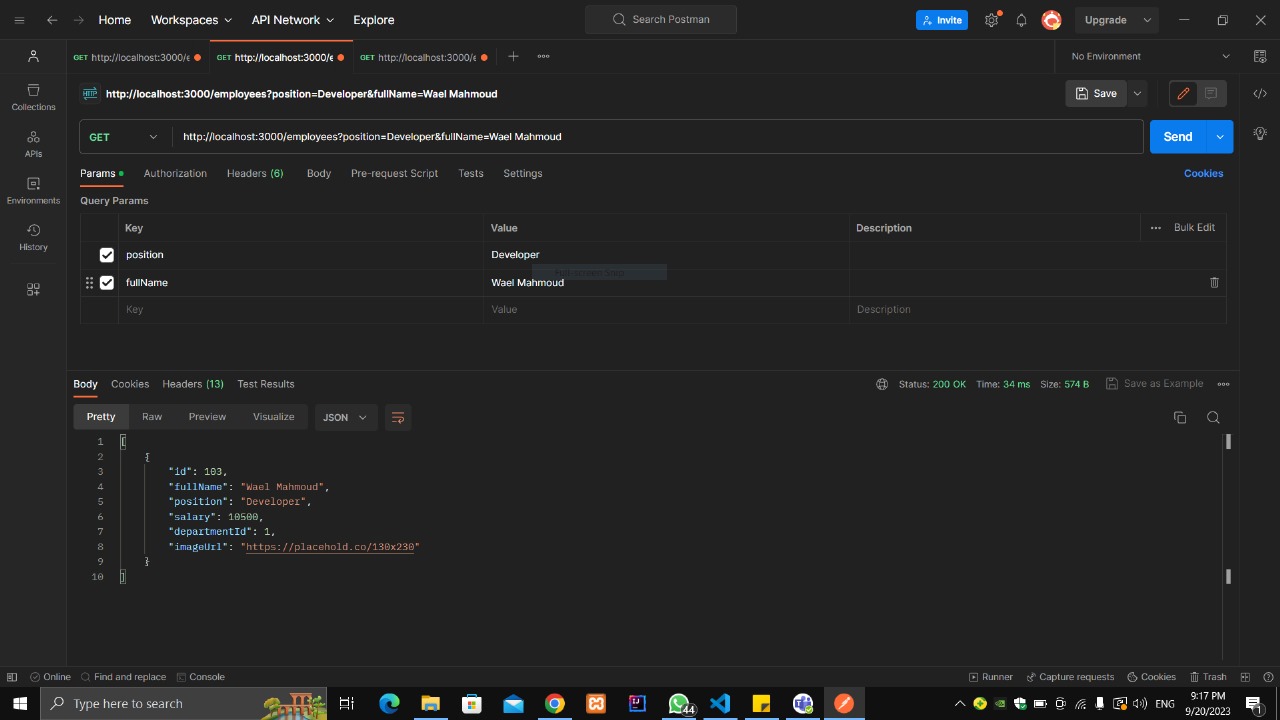 Home Workspaces API Network Explore Search Postman Invite Upgrade
GET http://localhost:3000/e GET http://localhost:3000/e GET http://localhost:3000/e No Environment
HTTP http://localhost:3000/employees?position=Developer&fullName=Wael Mahmoud Save
GET http://localhost:3000/employees?position=Developer&fullName=Wael Mahmoud Send
Params Authorization Headers (6) Body Pre-request Script Tests Settings Cookies
Query Params
Key Value Description Bulk Edit
position Developer
fullName Wael Mahmoud
Key Value Description
Collections
APIs
Environments
History
Body Cookies Headers (13) Test Results Status: 200 OK Time: 34 ms Size: 574 B Save as Example
Pretty Raw Preview Visualize JSON
1 [
2 {
3 "id": 103,
4 "fullName": "Wael Mahmoud",
5 "position": "Developer",
6 "salary": 10500,
7 "departmentId": 1,
8 "imageUrl": "https://placehold.co/130x230"
9 }
10 ]
Online Find and replace Console Runner Capture requests Cookies Trash
Type here to search 44 ENG 9:17 PM
9/20/2023 1